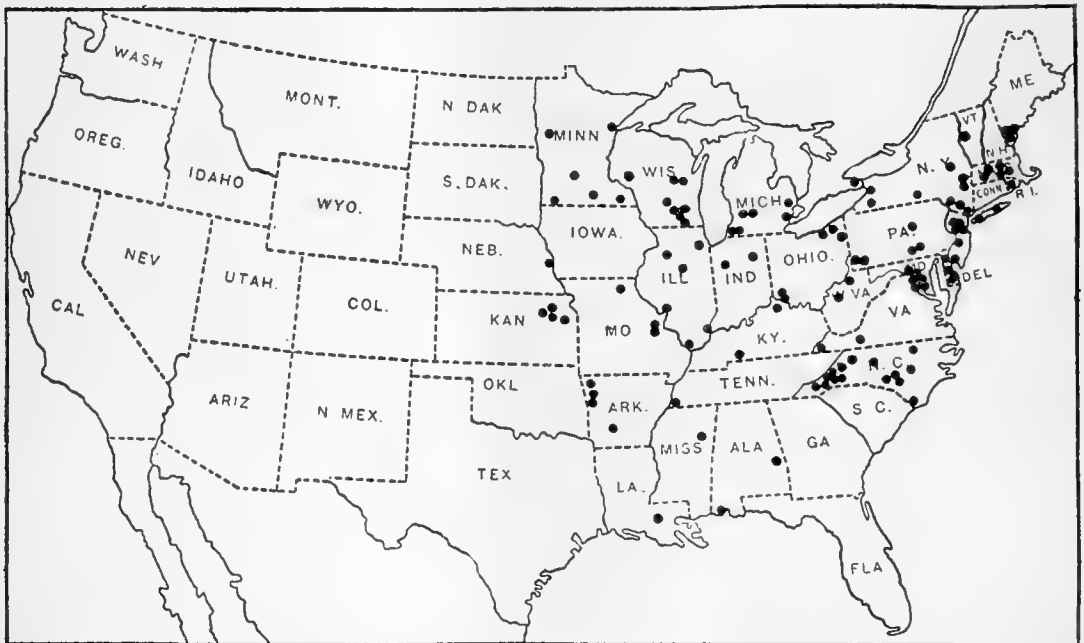 WASH
MONT.
N DAK
MINN
ME
VT.
OREG.
IDAHO
S. DAK.
WIS
MICH
N. Y
N H
CONN
R I.
WYO.
NEB.
IOWA.
PA.
NEV
UTAH.
COL.
ILL
IND
OHIO.
DEL
CAL
KAN
MO
W
VA
VA
KY.
ARIZ
N MEX.
OKL
ARK.
TENN.
N. C
S C.
TEX
LA.
MISS
ALA
GA
FLA